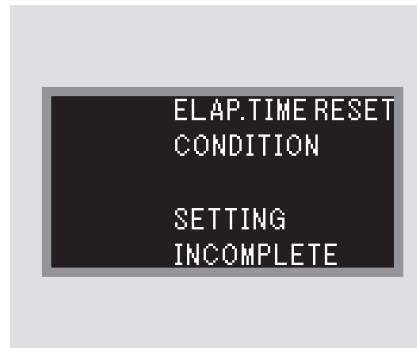 ELAP.TIME RESET
CONDITION
SETTING
INCOMPLETE